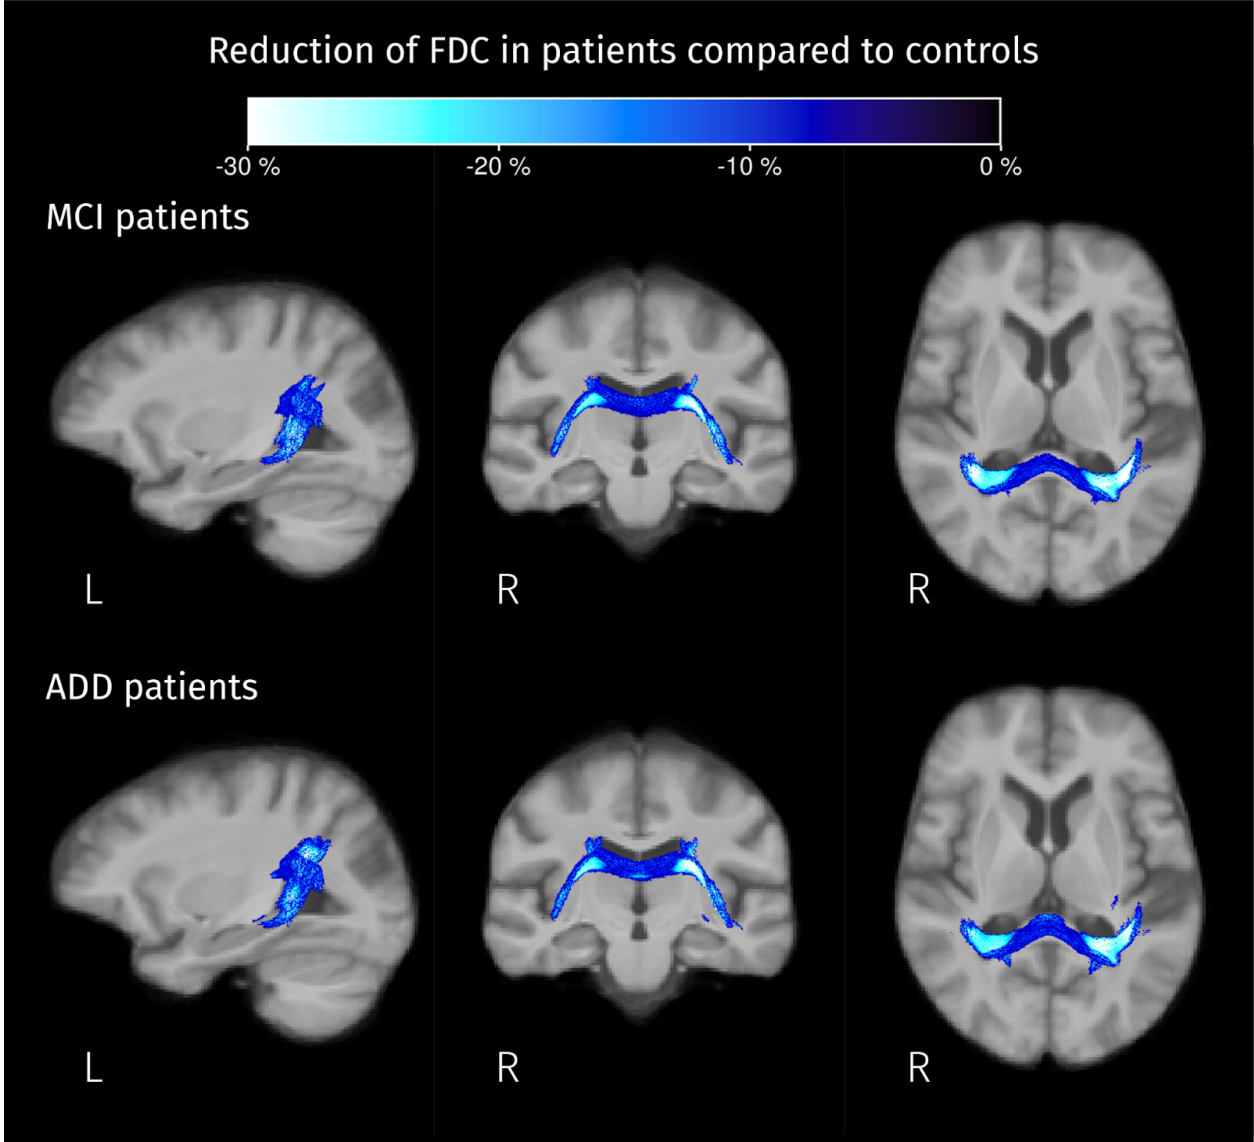 Reduction of FDC in patients compared to controls
-30 % -20 % -10 % 0 %
MCI patients
L R R
ADD patients
L R R